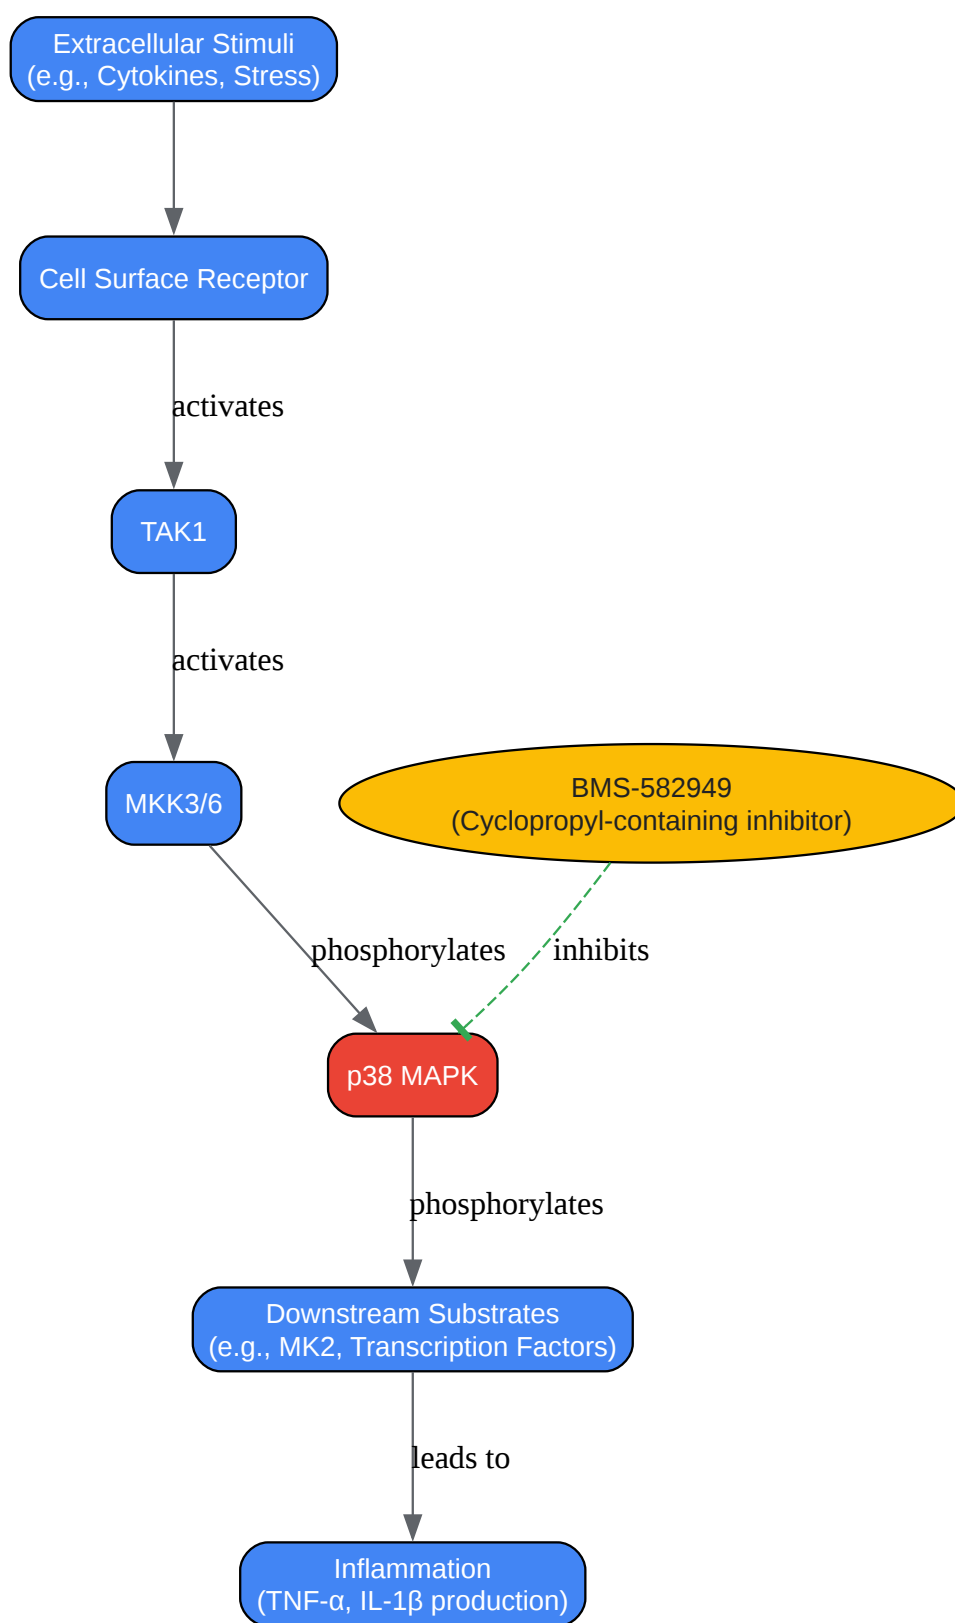 Extracellular Stimuli
(e.g., Cytokines, Stress)
Cell Surface Receptor
activates
TAK1
activates
MKK3/6
BMS-582949
(Cyclopropyl-containing inhibitor)
phosphorylates
inhibits
p38 MAPK
phosphorylates
Downstream Substrates
(e.g., MK2, Transcription Factors)
leads to
Inflammation
(TNF-α, IL-1β production)